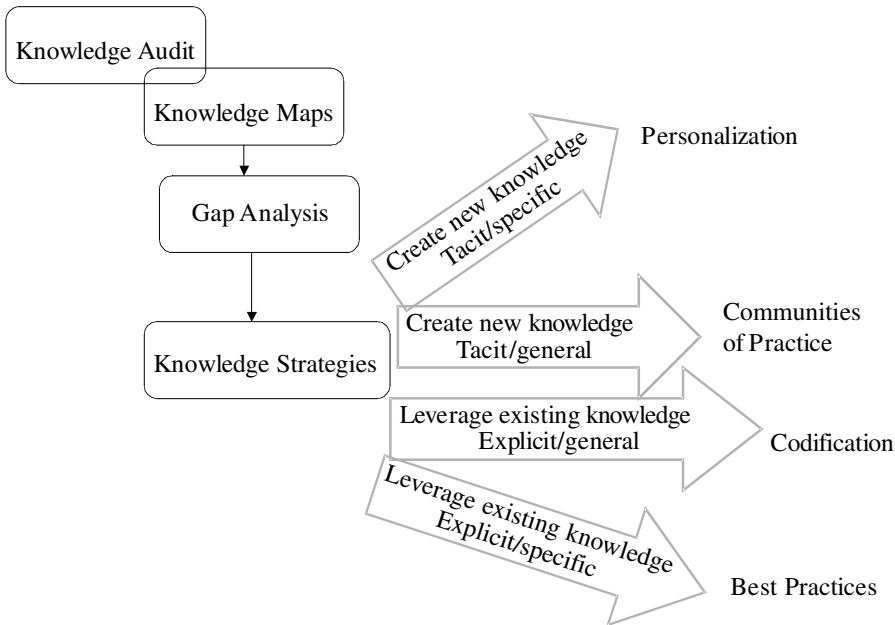 Knowledge Audit
Knowledge Maps
Gap Analysis
Knowledge Strategies
Create new knowledge
Tacit/specific
Personalization
Create new knowledge
Tacit/general
Communities
of Practice
Leverage existing knowledge
Explicit/general
Codification
Leverage existing knowledge
Explicit/specific
Best Practices